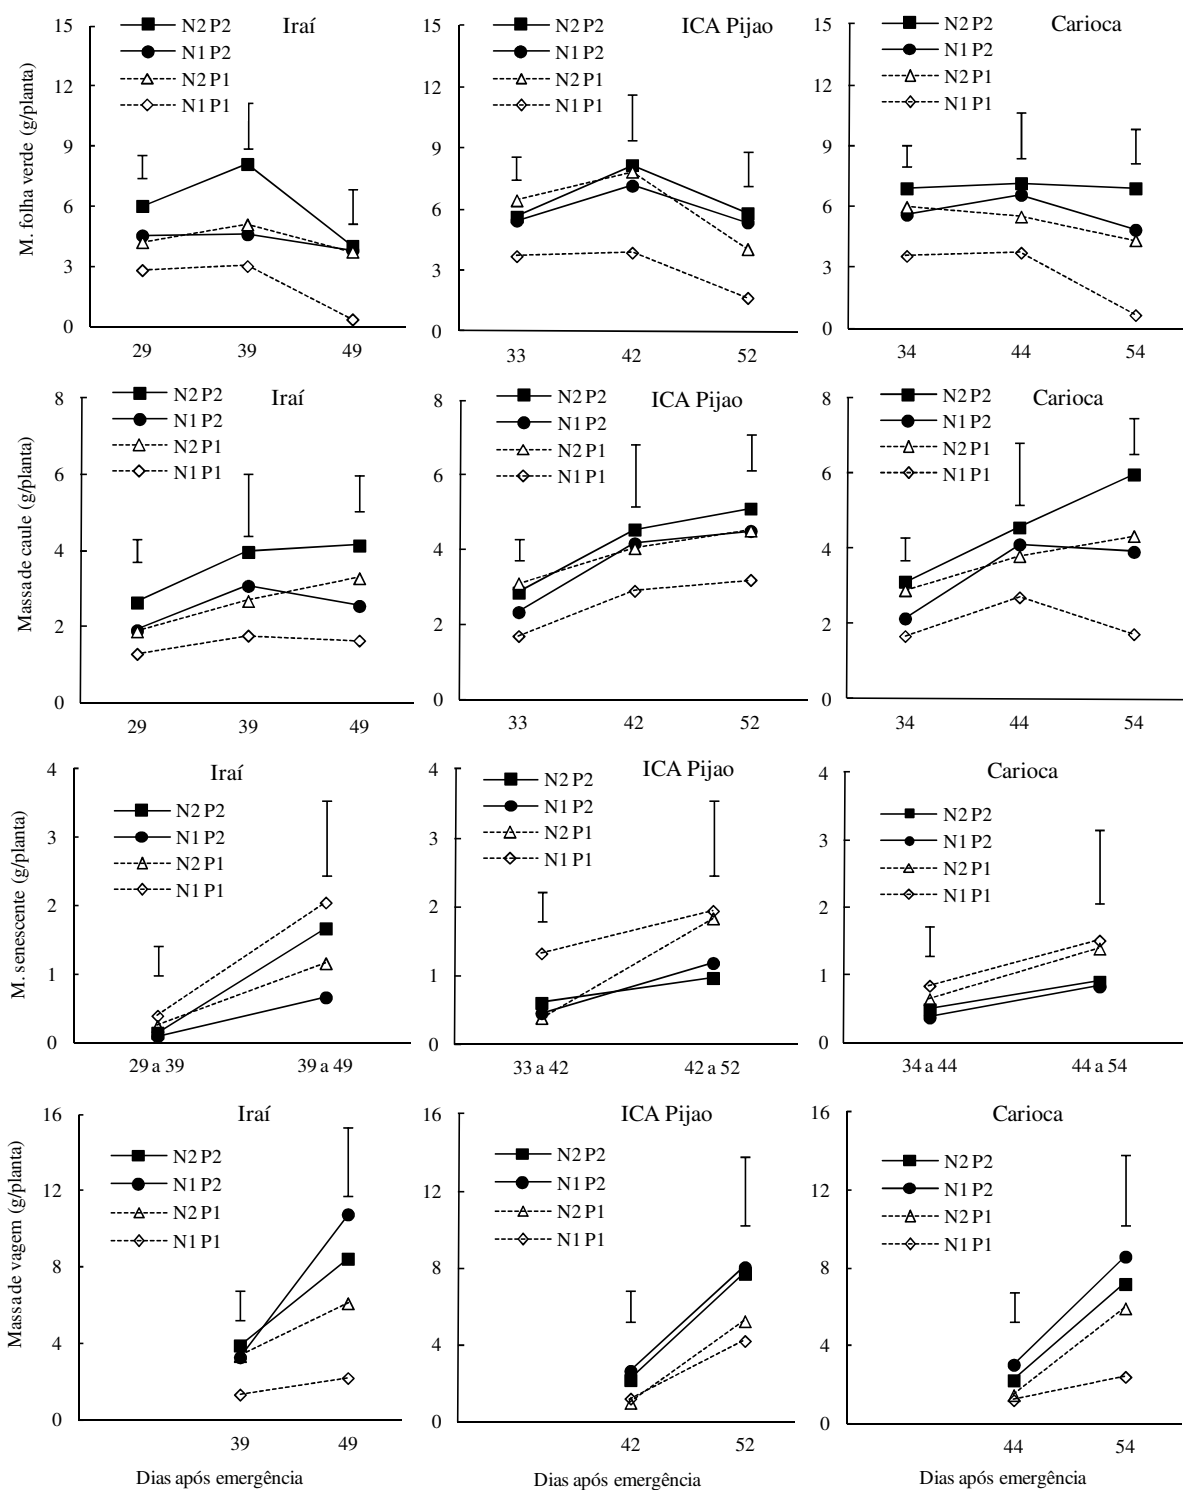 M. folha verde (g/planta)
15
12
9
6
3
0
N2 P2
N1 P2
N2 P1
N1 P1
Iraí
29
39
49
15
12
9
6
3
0
N2 P2
N1 P2
N2 P1
N1 P1
ICA Pijao
33
42
52
15
12
9
6
3
0
N2 P2
N1 P2
N2 P1
N1 P1
Carioca
34
44
54
Massa de caule (g/planta)
8
6
4
2
0
N2 P2
N1 P2
N2 P1
N1 P1
Iraí
29
39
49
8
6
4
2
0
N2 P2
N1 P2
N2 P1
N1 P1
ICA Pijao
33
42
52
8
6
4
2
0
N2 P2
N1 P2
N2 P1
N1 P1
Carioca
34
44
54
M. senescente (g/planta)
4
3
2
1
0
Iraí
N2 P2
N1 P2
N2 P1
N1 P1
29 a 39
39 a 49
4
3
2
1
0
ICA Pijao
N2 P2
N1 P2
N2 P1
N1 P1
33 a 42
42 a 52
4
3
2
1
0
Carioca
N2 P2
N1 P2
N2 P1
N1 P1
34 a 44
44 a 54
Massa de vagem (g/planta)
16
12
8
4
0
Iraí
N2 P2
N1 P2
N2 P1
N1 P1
39
49
Dias após emergência
16
12
8
4
0
ICA Pijao
N2 P2
N1 P2
N2 P1
N1 P1
42
52
Dias após emergência
16
12
8
4
0
Carioca
N2 P2
N1 P2
N2 P1
N1 P1
44
54
Dias após emergência